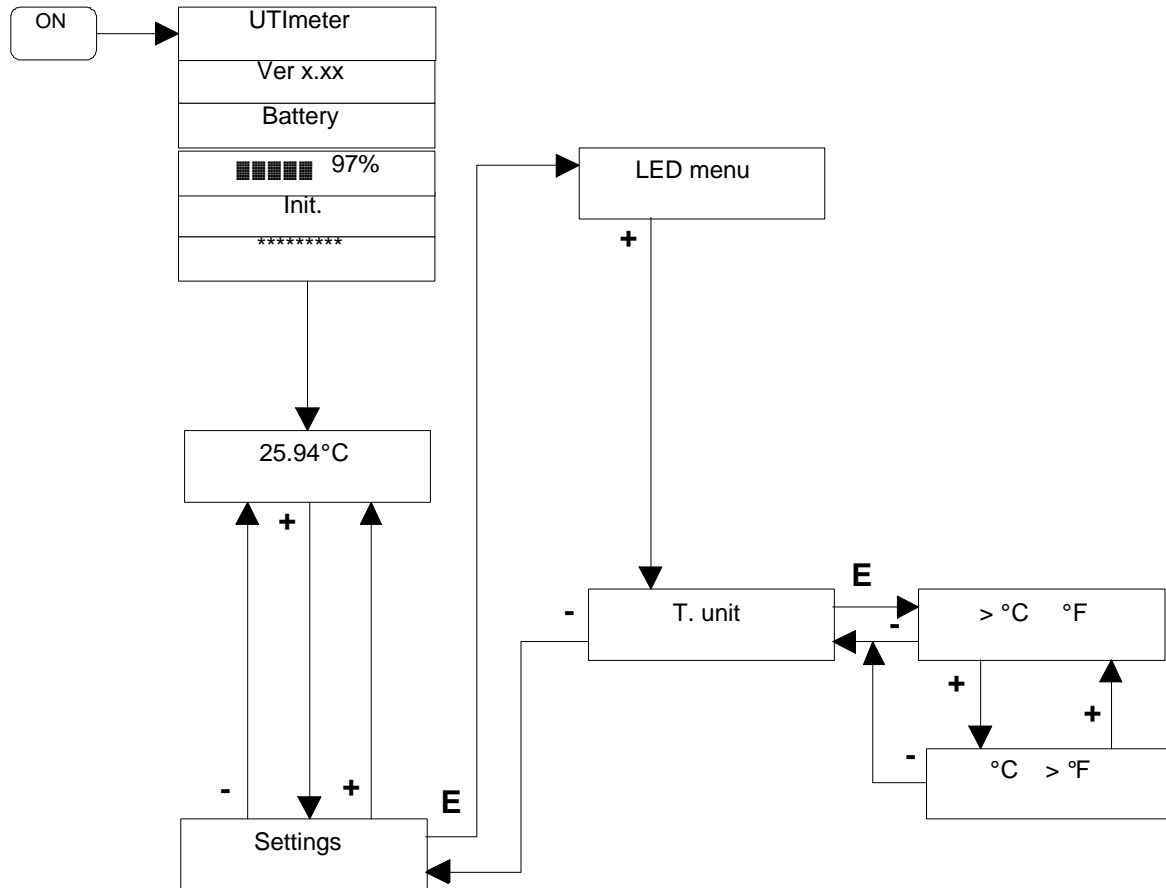 ON
UTImeter
Ver x.xx
Battery
97%
Init.
*********
LED menu
+
25.94°C
+
-
+
E
Settings
-
T. unit
E
-
> °C °F
+
+
-
°C > °F